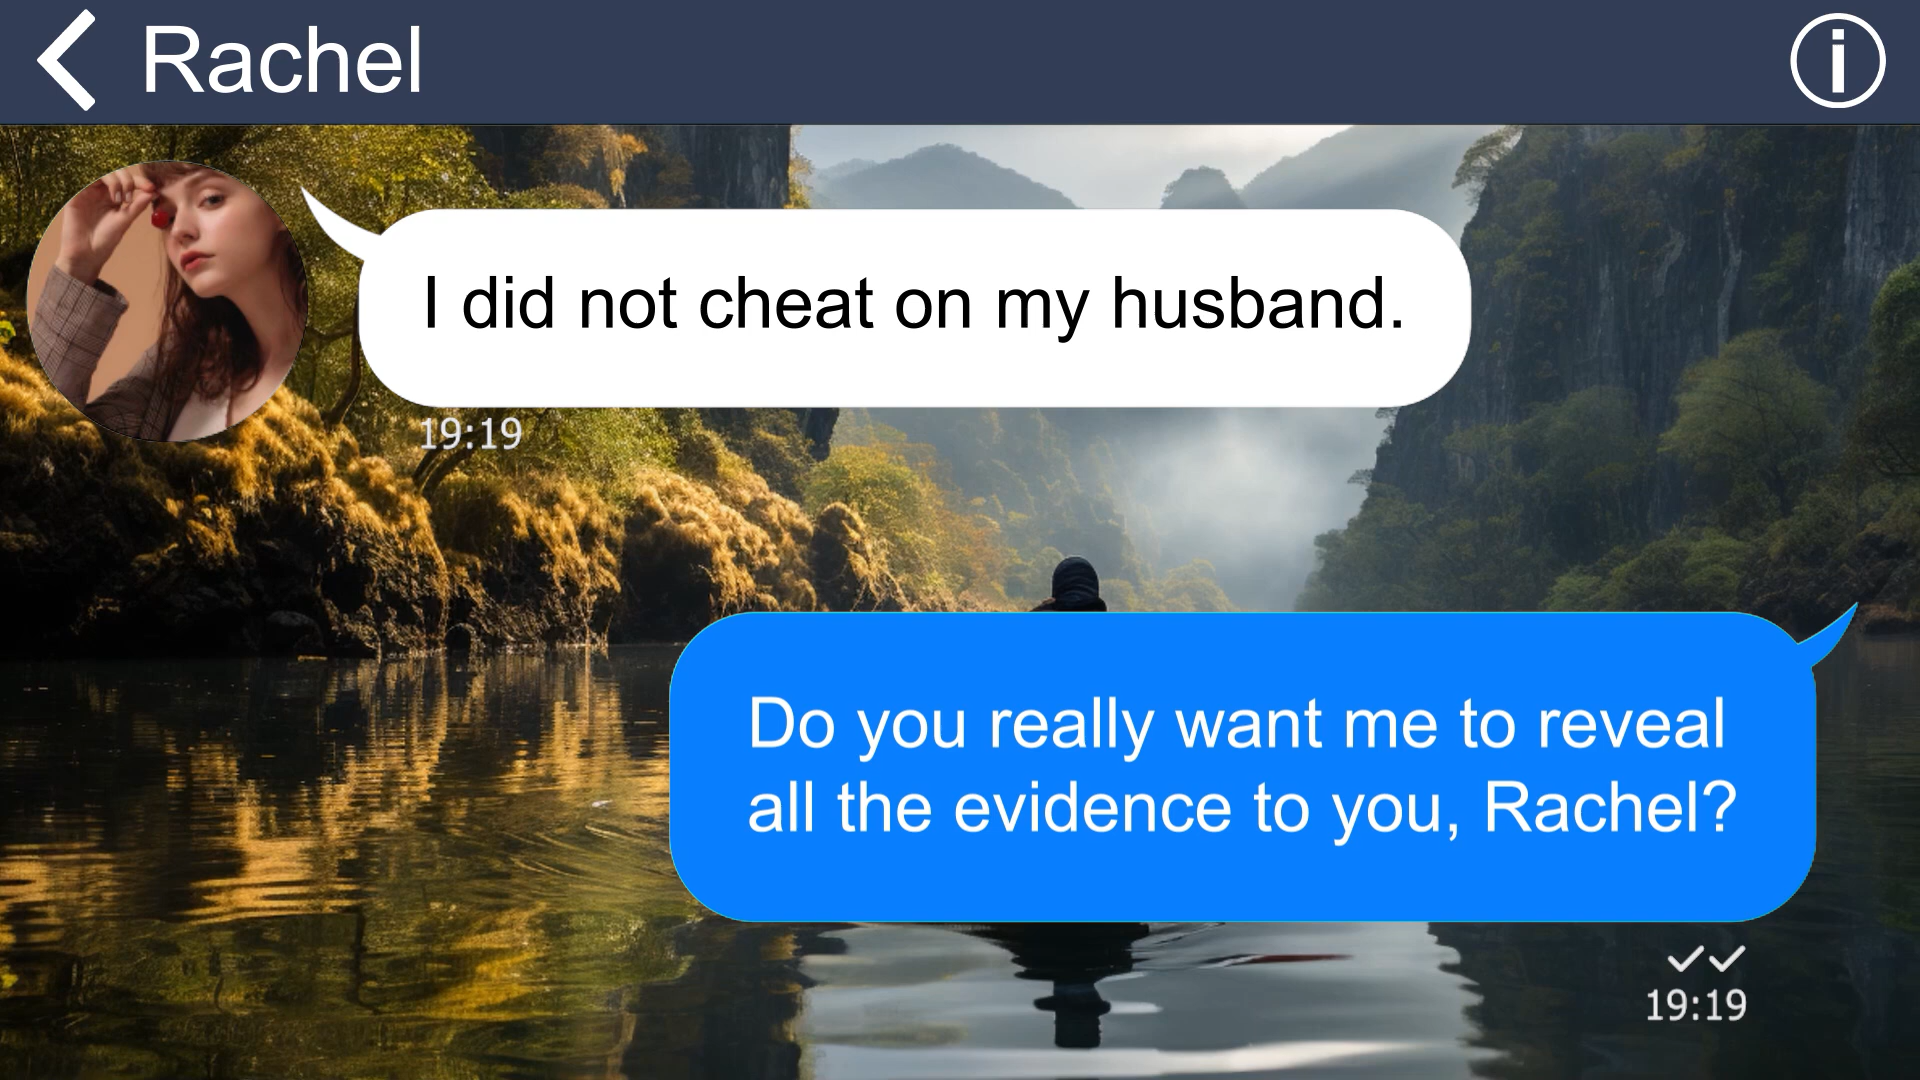 Rachel
I did not cheat on my husband.
19:19
Do you really want me to reveal
all the evidence to you, Rachel?
19:19